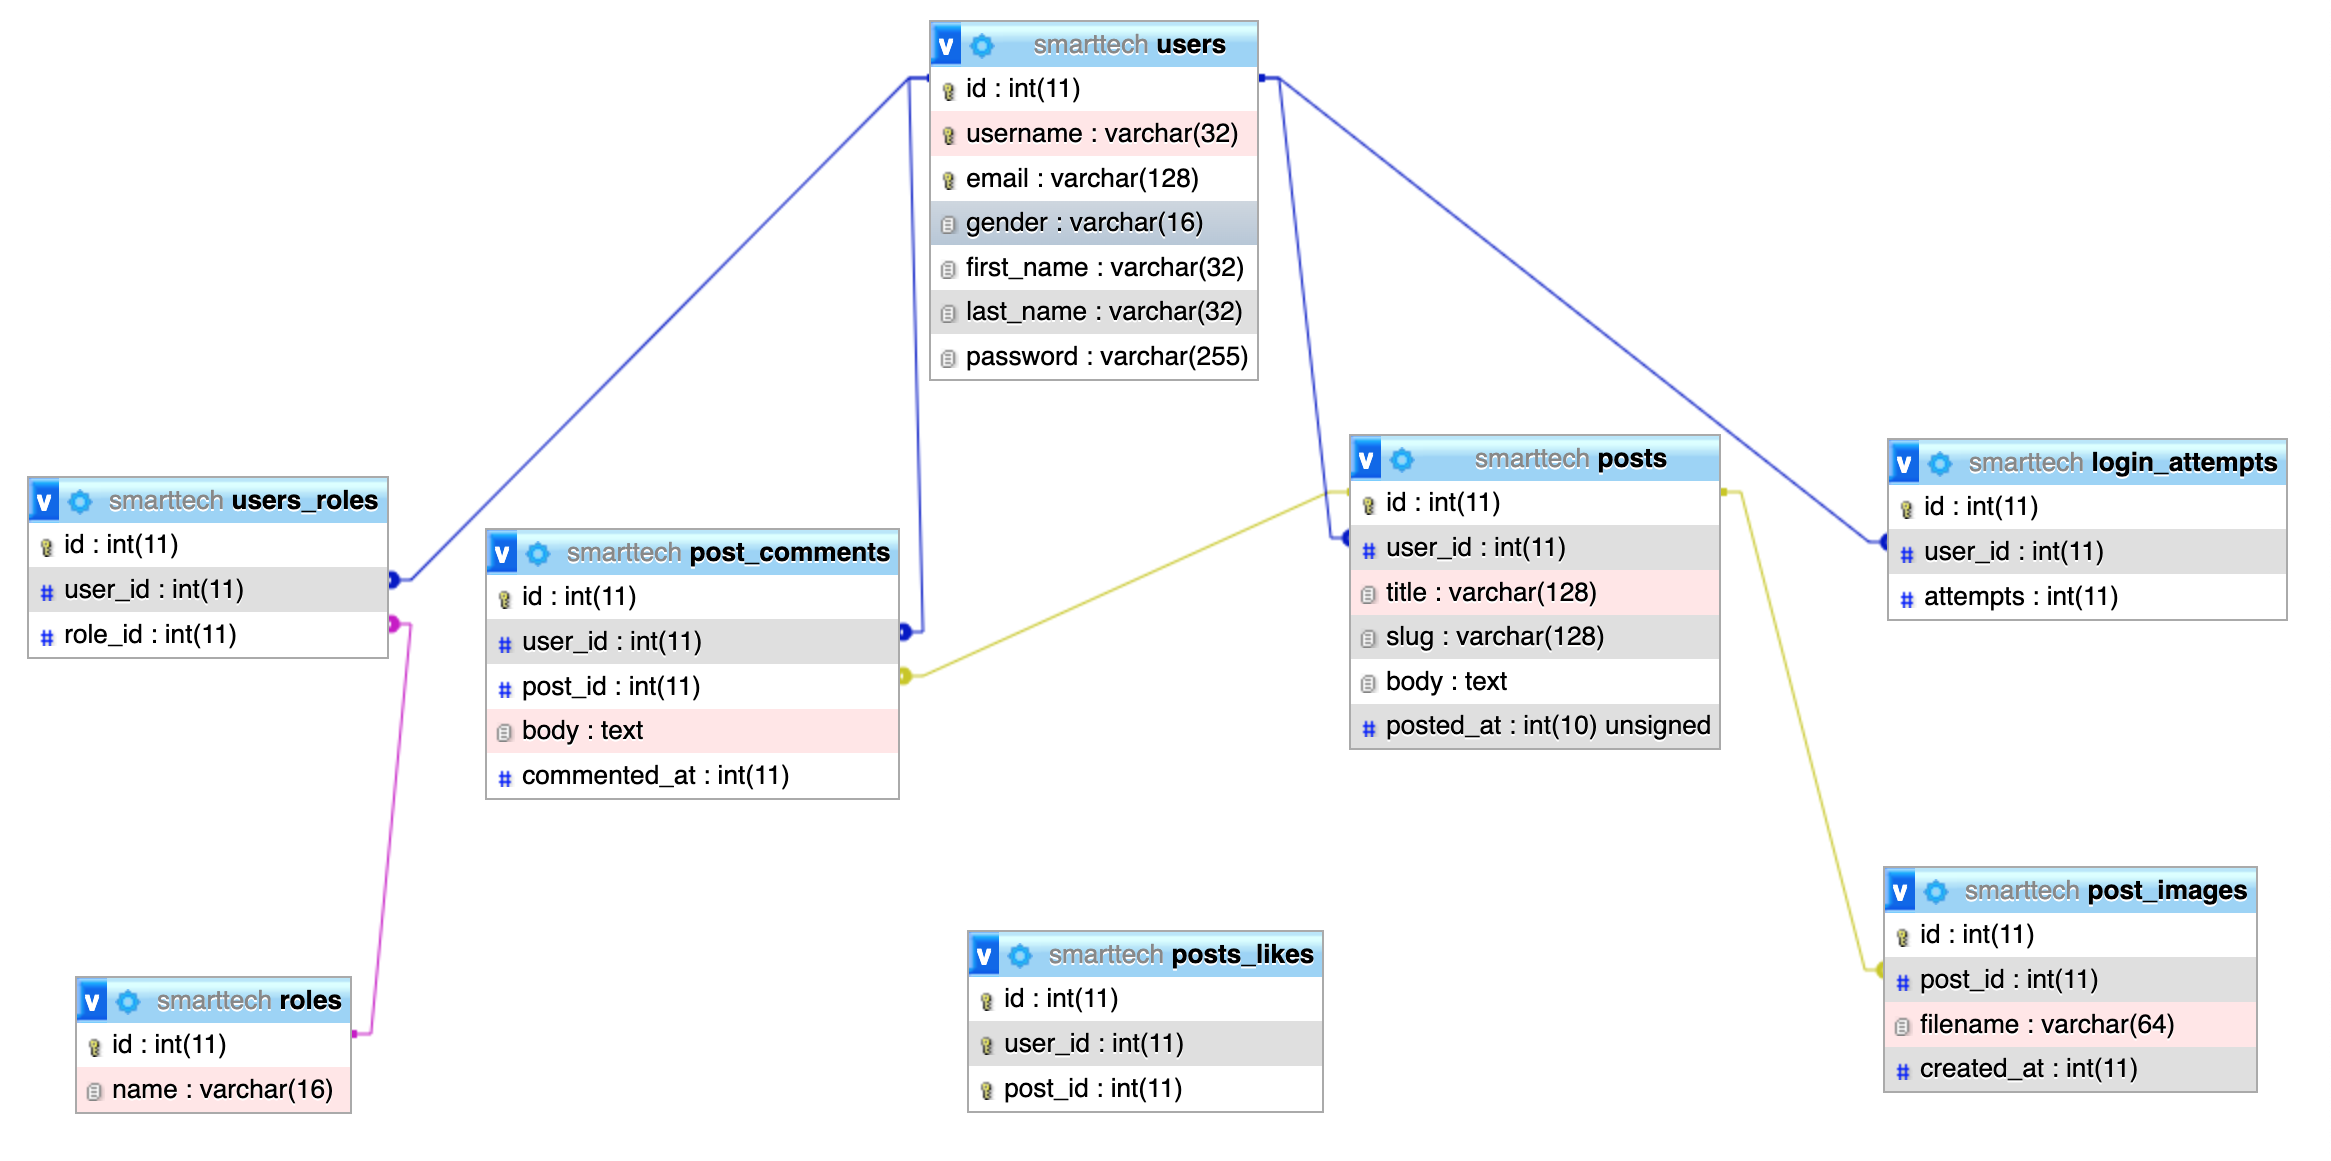 v smarttech users
id : int(11)
username : varchar(32)
email : varchar(128)
gender : varchar(16)
first_name : varchar(32)
last_name : varchar(32)
password : varchar(255)
v smarttech users_roles
id : int(11)
# user_id : int(11)
# role_id : int(11)
v smarttech post_comments
id : int(11)
# user_id : int(11)
# post_id : int(11)
body : text
# commented_at : int(11)
v smarttech posts
id : int(11)
# user_id : int(11)
title : varchar(128)
slug : varchar(128)
body : text
# posted_at : int(10) unsigned
v smarttech login_attempts
id : int(11)
# user_id : int(11)
# attempts : int(11)
v smarttech roles
id : int(11)
name : varchar(16)
v smarttech posts_likes
id : int(11)
user_id : int(11)
post_id : int(11)
v smarttech post_images
id : int(11)
# post_id : int(11)
filename : varchar(64)
# created_at : int(11)